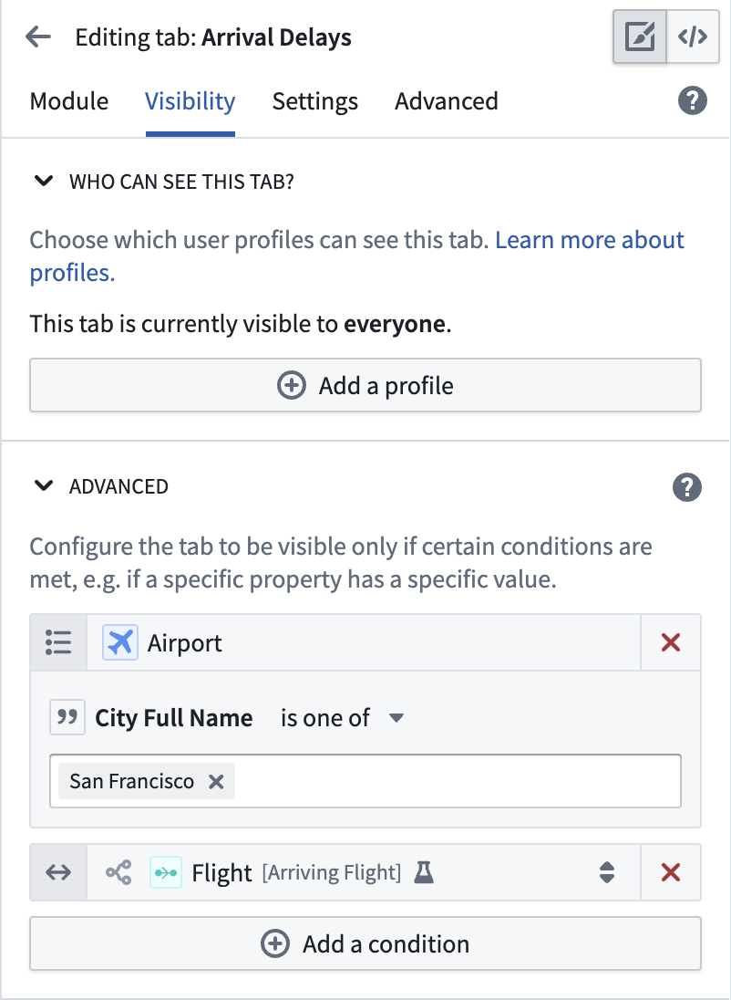 Editing tab: Arrival Delays
Module Visibility Settings Advanced
WHO CAN SEE THIS TAB?
Choose which user profiles can see this tab. Learn more about
profiles.
This tab is currently visible to everyone.
Add a profile
ADVANCED
Configure the tab to be visible only if certain conditions are
met, e.g. if a specific property has a specific value.
Airport
City Full Name is one of
San Francisco
Flight [Arriving Flight]
Add a condition